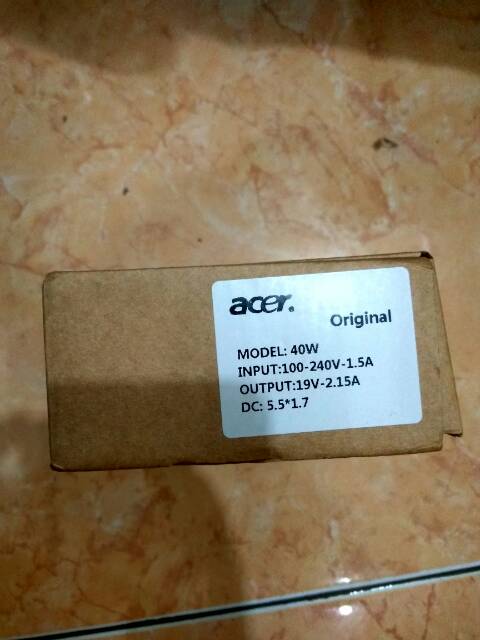 acer.
Original
MODEL: 40W
INPUT:100-240V-1.5A
OUTPUT:19V-2.15A
DC: 5.5*1.7